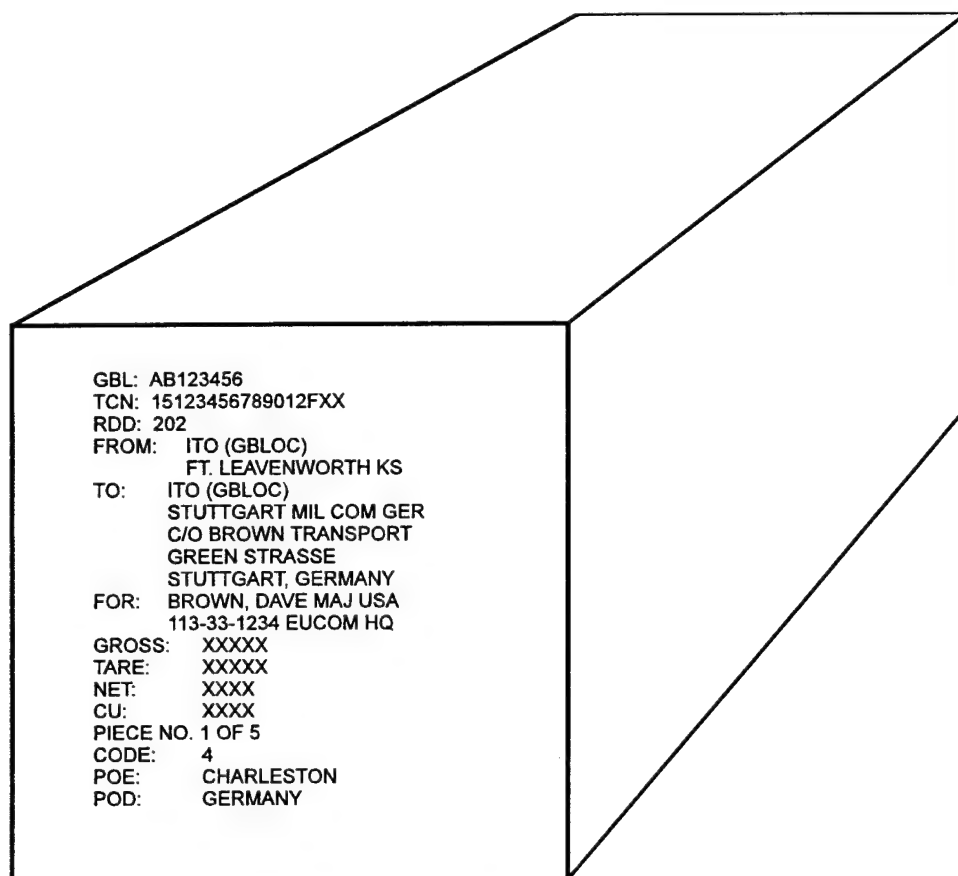 GBL: AB123456
TCN: 15123456789012FXX
RDD: 202
FROM: ITO (GBLOC)
FT. LEAVENWORTH KS
TO: ITO (GBLOC)
STUTTGART MIL COM GER
C/O BROWN TRANSPORT
GREEN STRASSE
STUTTGART, GERMANY
FOR: BROWN, DAVE MAJ USA
113-33-1234 EUCOM HQ
GROSS: XXXXX
TARE: XXXXX
NET: XXXX
CU: XXXX
PIECE NO. 1 OF 5
CODE: 4
POE: CHARLESTON
POD: GERMANY